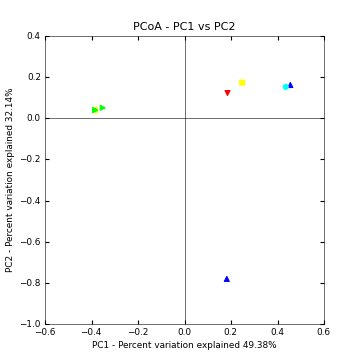 PCoA - PC1 vs PC2
0.4
0.2
0.0
−0.2
−0.4
−0.6
−0.8
−1.0
PC2 - Percent variation explained 32.14%
−0.6 −0.4 −0.2 0.0 0.2 0.4 0.6
PC1 - Percent variation explained 49.38%